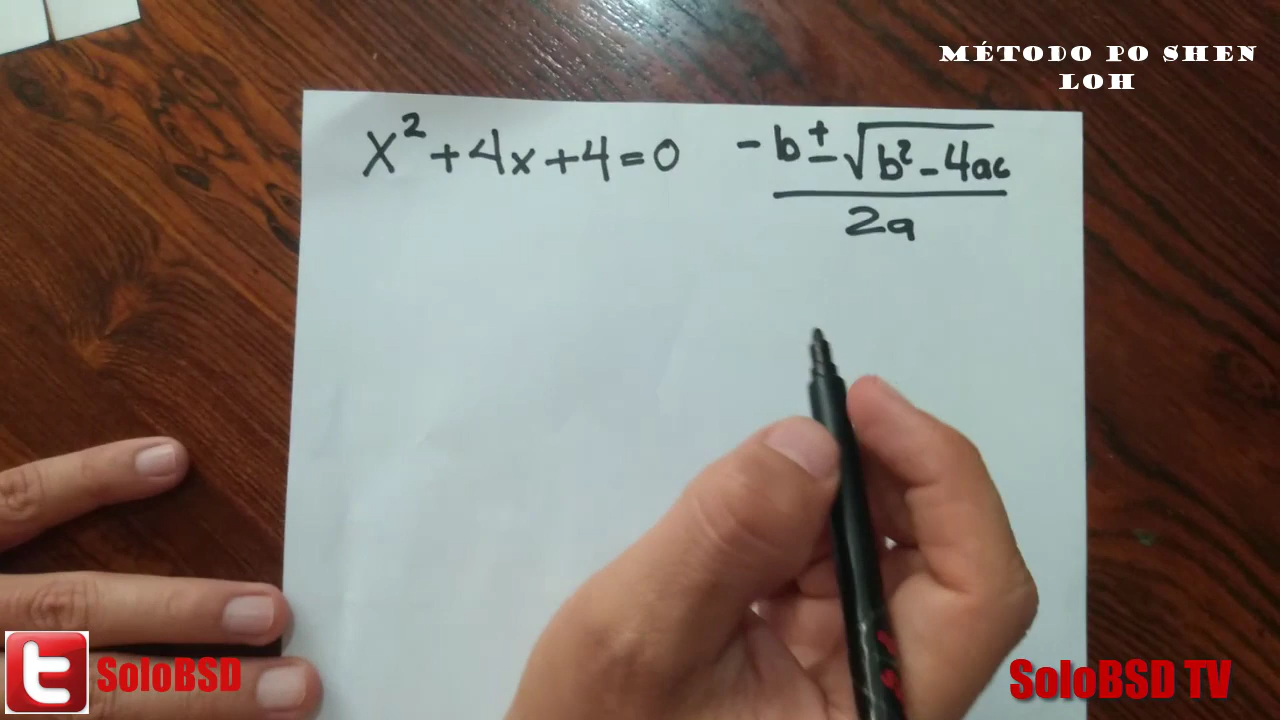 MÉTODO PO SHEN
LOH
x² + 4x + 4 = 0
-b ± √b² - 4ac
2a
SoloBSD
SoloBSD TV